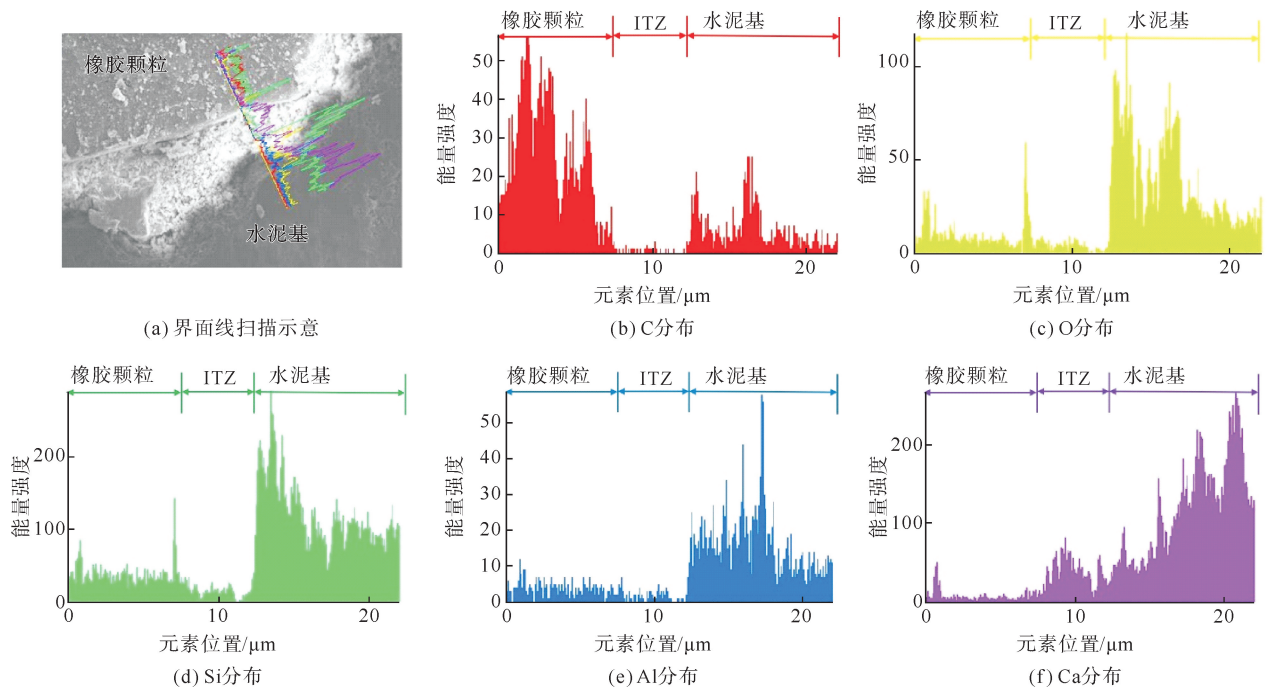 橡胶颗粒
水泥基
(a) 界面线扫描示意
橡胶颗粒 ITZ 水泥基
能量强度
50
40
30
20
10
0
0 10 20
元素位置/μm
(b) C分布
橡胶颗粒 ITZ 水泥基
能量强度
100
50
0
0 10 20
元素位置/μm
(c) O分布
橡胶颗粒 ITZ 水泥基
能量强度
200
100
0
0 10 20
元素位置/μm
(d) Si分布
橡胶颗粒 ITZ 水泥基
能量强度
50
40
30
20
10
0
0 10 20
元素位置/μm
(e) Al分布
橡胶颗粒 ITZ 水泥基
能量强度
200
100
0
0 10 20
元素位置/μm
(f) Ca分布